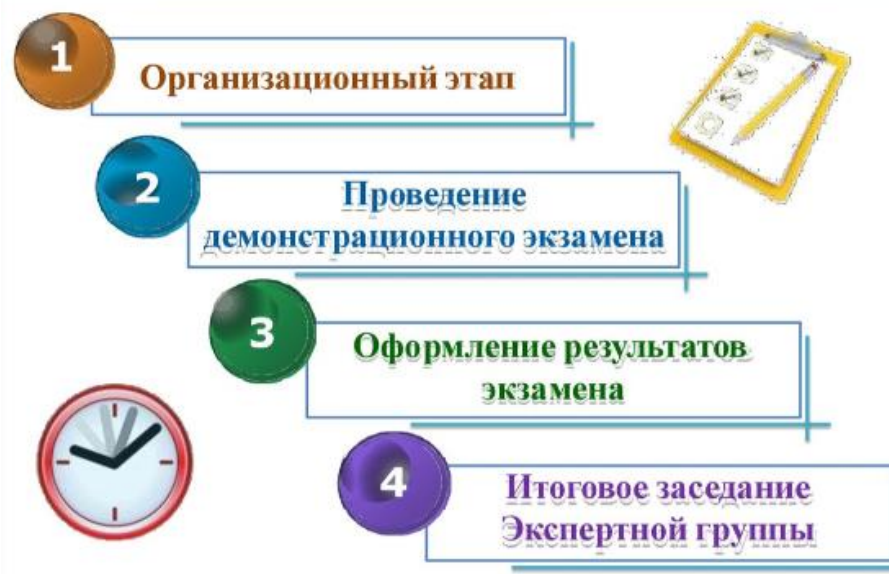 1
Организационный этап
2
Проведение
демонстрационного экзамена
3
Оформление результатов
экзамена
4
Итоговое заседание
Экспертной группы